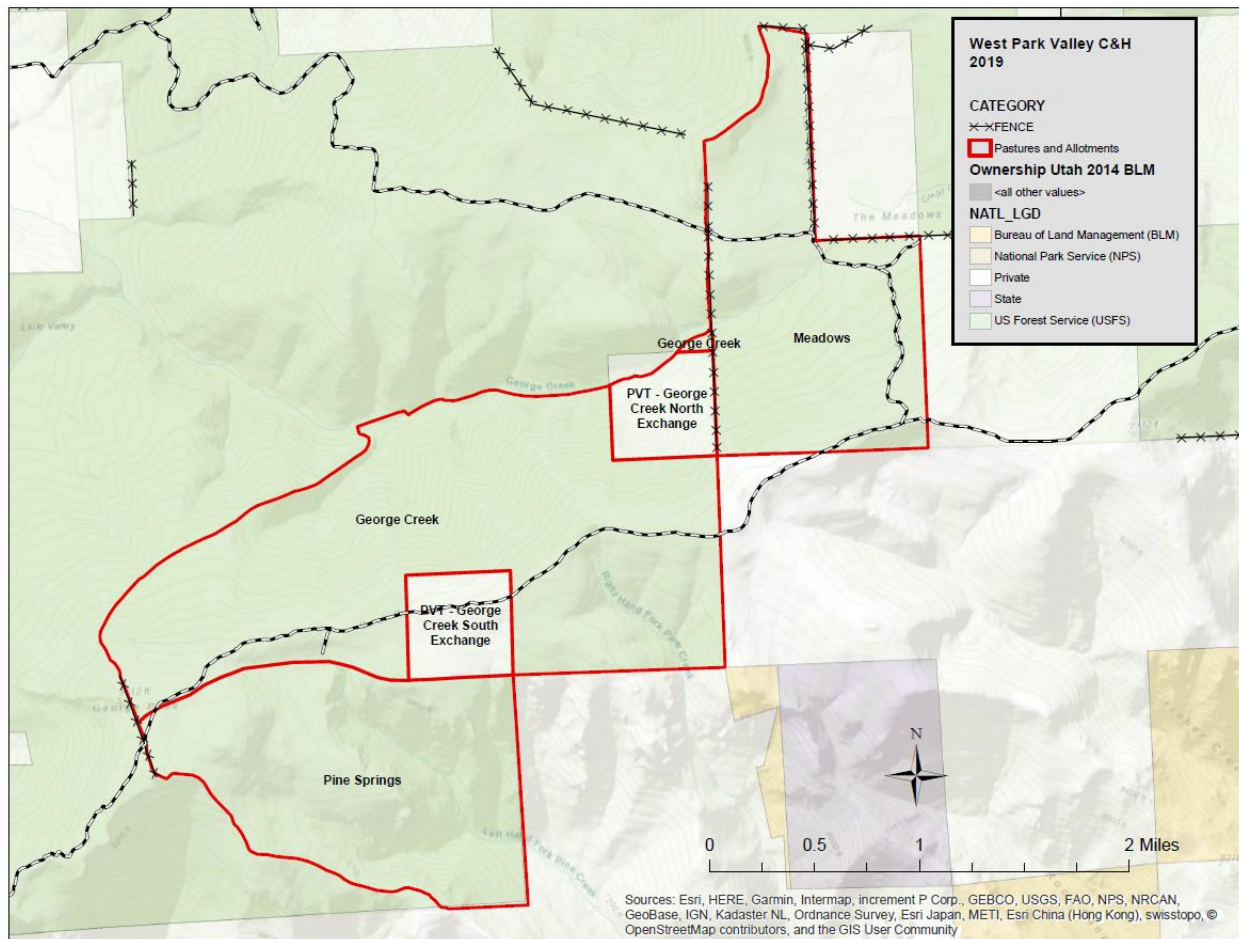 West Park Valley C&H
2019
CATEGORY
FENCE
Pastures and Allotments
Ownership Utah 2014 BLM
<all other values>
NATL_LGD
Bureau of Land Management (BLM)
National Park Service (NPS)
Private
State
US Forest Service (USFS)
The Meadows
Little Valley
George Creek
Meadows
George Creek
PVT - George
Creek North
Exchange
George Creek
Right Hand Fork Pine Creek
PVT - George
Creek South
Exchange
Pine Springs
Left Hand Fork Pine Creek
N
0
0.5
1
2 Miles
Sources: Esri, HERE, Garmin, Intermap, increment P Corp., GEBCO, USGS, FAO, NPS, NRCAN,
GeoBase, IGN, Kadaster NL, Ordnance Survey, Esri Japan, METI, Esri China (Hong Kong), swisstopo, ©
OpenStreetMap contributors, and the GIS User Community